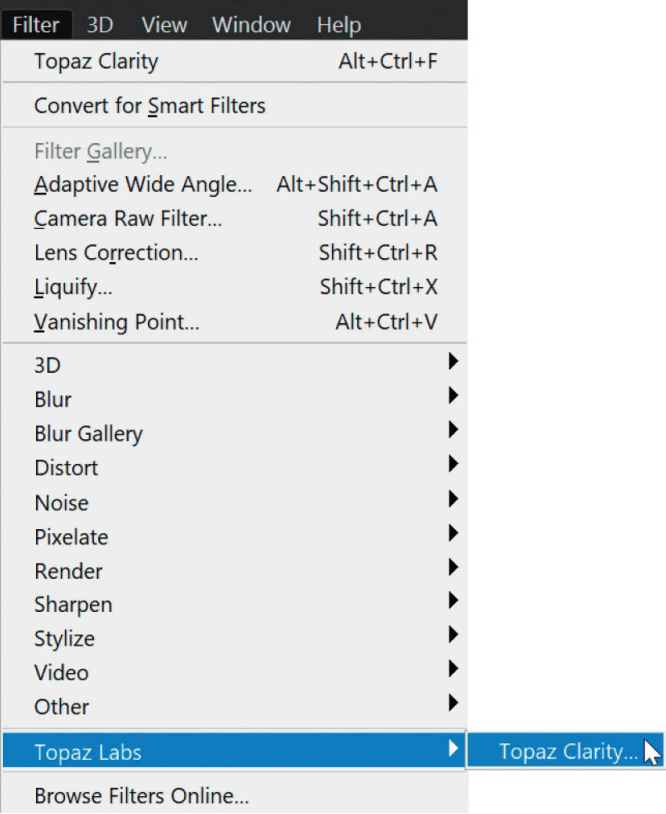 Filter 3D View Window Help
Topaz Clarity Alt+Ctrl+F
Convert for Smart Filters
Filter Gallery...
Adaptive Wide Angle... Alt+Shift+Ctrl+A
Camera Raw Filter... Shift+Ctrl+A
Lens Correction... Shift+Ctrl+R
Liquify... Shift+Ctrl+X
Vanishing Point... Alt+Ctrl+V
3D
Blur
Blur Gallery
Distort
Noise
Pixelate
Render
Sharpen
Stylize
Video
Other
Topaz Labs Topaz Clarity...
Browse Filters Online...